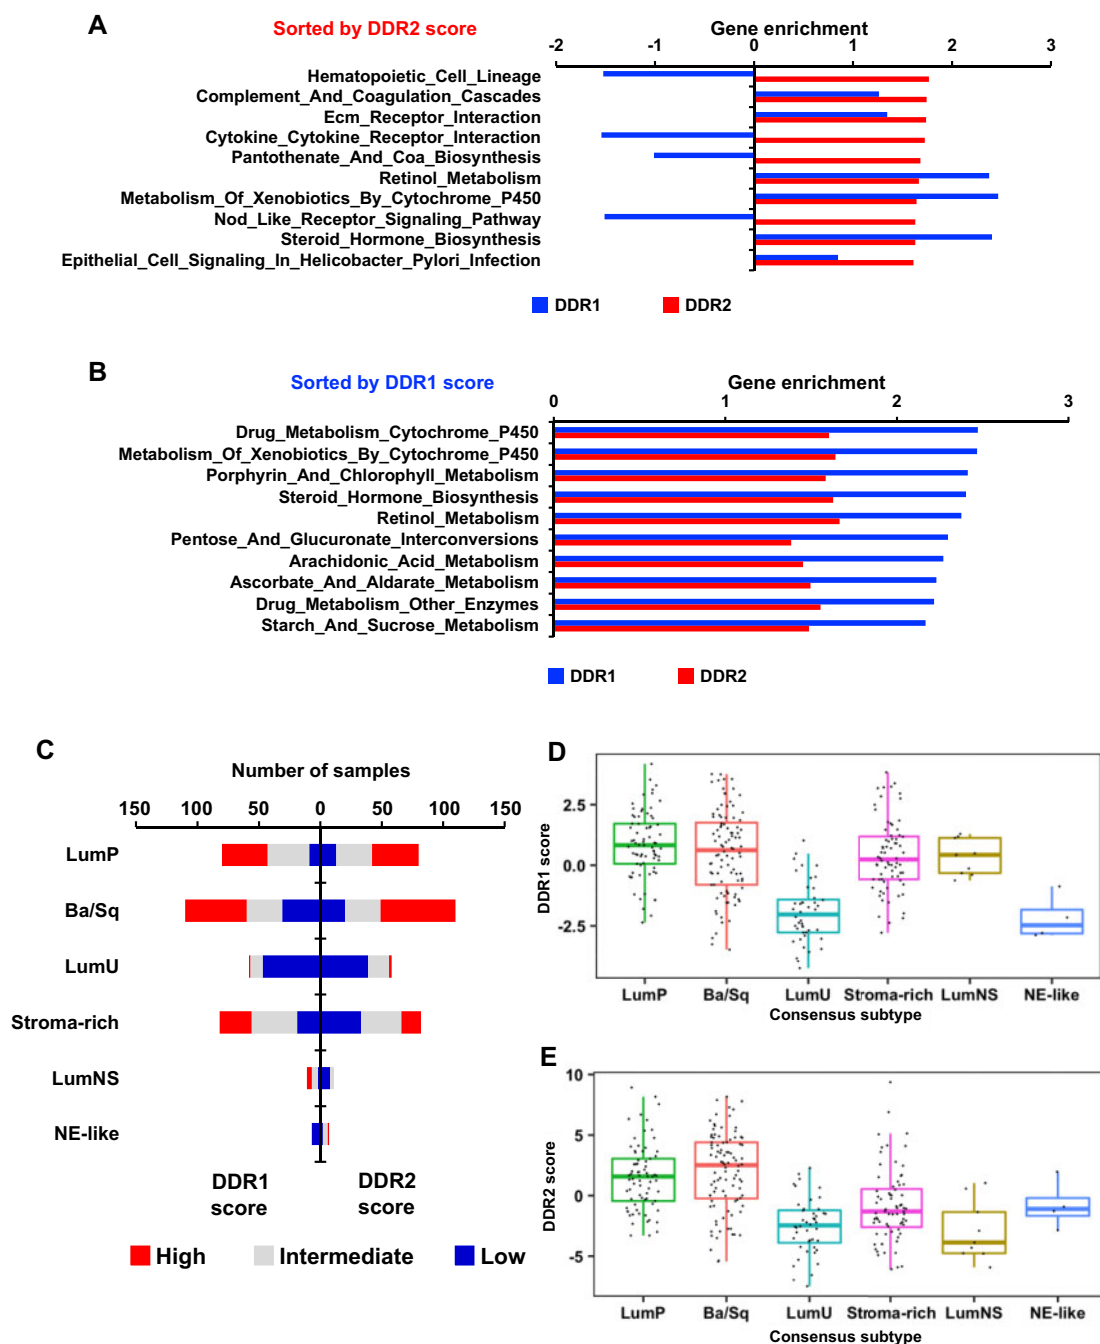 A
Sorted by DDR2 score
Gene enrichment
-2 -1 0 1 2 3
Hematopoietic_Cell_Lineage
Complement_And_Coagulation_Cascades
Ecm_Receptor_Interaction
Cytokine_Cytokine_Receptor_Interaction
Pantothenate_And_Coa_Biosynthesis
Retinol_Metabolism
Metabolism_Of_Xenobiotics_By_Cytochrome_P450
Nod_Like_Receptor_Signaling_Pathway
Steroid_Hormone_Biosynthesis
Epithelial_Cell_Signaling_In_Helicobacter_Pylori_Infection
DDR1 DDR2
B
Sorted by DDR1 score
Gene enrichment
0 1 2 3
Drug_Metabolism_Cytochrome_P450
Metabolism_Of_Xenobiotics_By_Cytochrome_P450
Porphyrin_And_Chlorophyll_Metabolism
Steroid_Hormone_Biosynthesis
Retinol_Metabolism
Pentose_And_Glucuronate_Interconversions
Arachidonic_Acid_Metabolism
Ascorbate_And_Aldarate_Metabolism
Drug_Metabolism_Other_Enzymes
Starch_And_Sucrose_Metabolism
DDR1 DDR2
C
Number of samples
150 100 50 0 50 100 150
LumP
Ba/Sq
LumU
Stroma-rich
LumNS
NE-like
DDR1 score
DDR2 score
High Intermediate Low
D
DDR1 score
2.5
0.0
-2.5
LumP Ba/Sq LumU Stroma-rich LumNS NE-like
Consensus subtype
E
DDR2 score
10
5
0
-5
LumP Ba/Sq LumU Stroma-rich LumNS NE-like
Consensus subtype